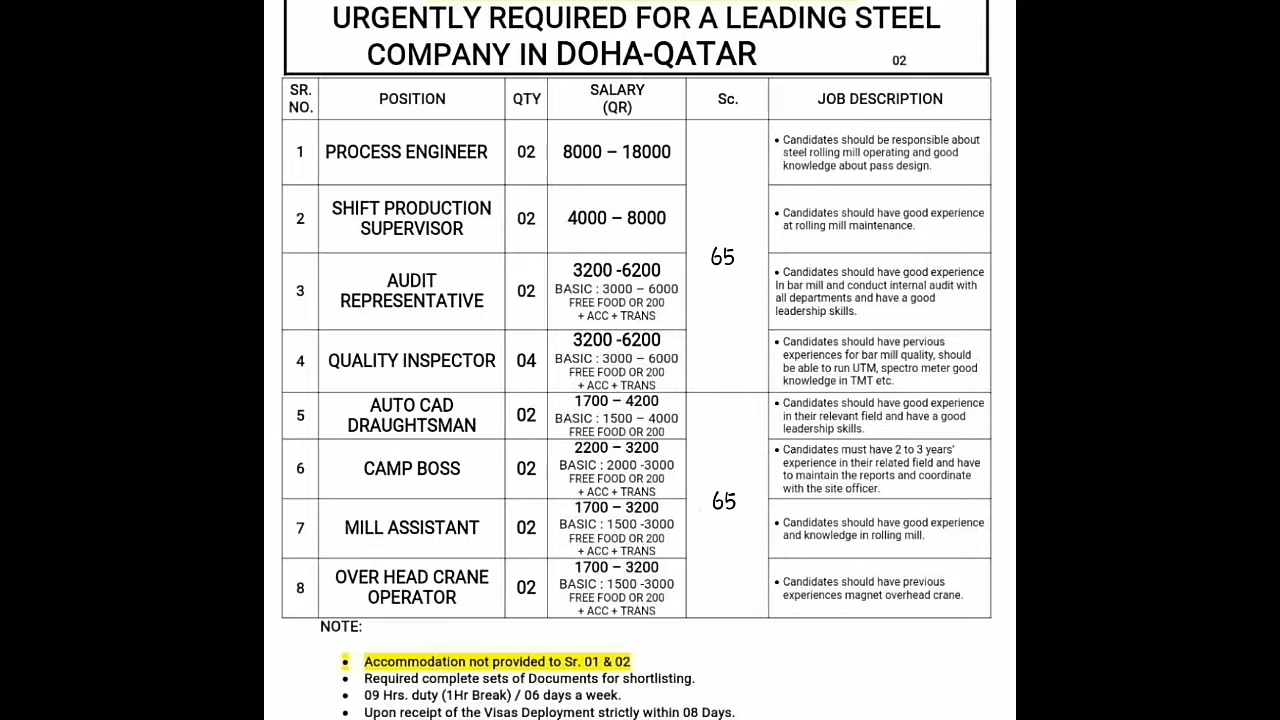 URGENTLY REQUIRED FOR A LEADING STEEL
COMPANY IN DOHA-QATAR 02
SR. NO. POSITION QTY SALARY (QR) Sc. JOB DESCRIPTION
1 PROCESS ENGINEER 02 8000 – 18000
• Candidates should be responsible about
steel rolling mill operating and good
knowledge about pass design.
2 SHIFT PRODUCTION
SUPERVISOR 02 4000 – 8000
• Candidates should have good experience
at rolling mill maintenance.
65
3 AUDIT
REPRESENTATIVE 02 3200 -6200
BASIC : 3000 – 6000
FREE FOOD OR 200
+ ACC + TRANS
• Candidates should have good experience
In bar mill and conduct internal audit with
all departments and have a good
leadership skills.
4 QUALITY INSPECTOR 04 3200 -6200
BASIC : 3000 – 6000
FREE FOOD OR 200
+ ACC + TRANS
• Candidates should have pervious
experiences for bar mill quality, should
be able to run UTM, spectro meter good
knowledge in TMT etc.
5 AUTO CAD
DRAUGHTSMAN 02 1700 – 4200
BASIC : 1500 – 4000
FREE FOOD OR 200
• Candidates should have good experience
in their relevant field and have a good
leadership skills.
6 CAMP BOSS 02 2200 – 3200
BASIC : 2000 -3000
FREE FOOD OR 200
+ ACC + TRANS
• Candidates must have 2 to 3 years’
experience in their related field and have
to maintain the reports and coordinate
with the site officer.
65
7 MILL ASSISTANT 02 1700 – 3200
BASIC : 1500 -3000
FREE FOOD OR 200
+ ACC + TRANS
• Candidates should have good experience
and knowledge in rolling mill.
8 OVER HEAD CRANE
OPERATOR 02 1700 – 3200
BASIC : 1500 -3000
FREE FOOD OR 200
+ ACC + TRANS
• Candidates should have previous
experiences magnet overhead crane.
NOTE:
• Accommodation not provided to Sr. 01 & 02
• Required complete sets of Documents for shortlisting.
• 09 Hrs. duty (1Hr Break) / 06 days a week.
• Upon receipt of the Visas Deployment strictly within 08 Days.